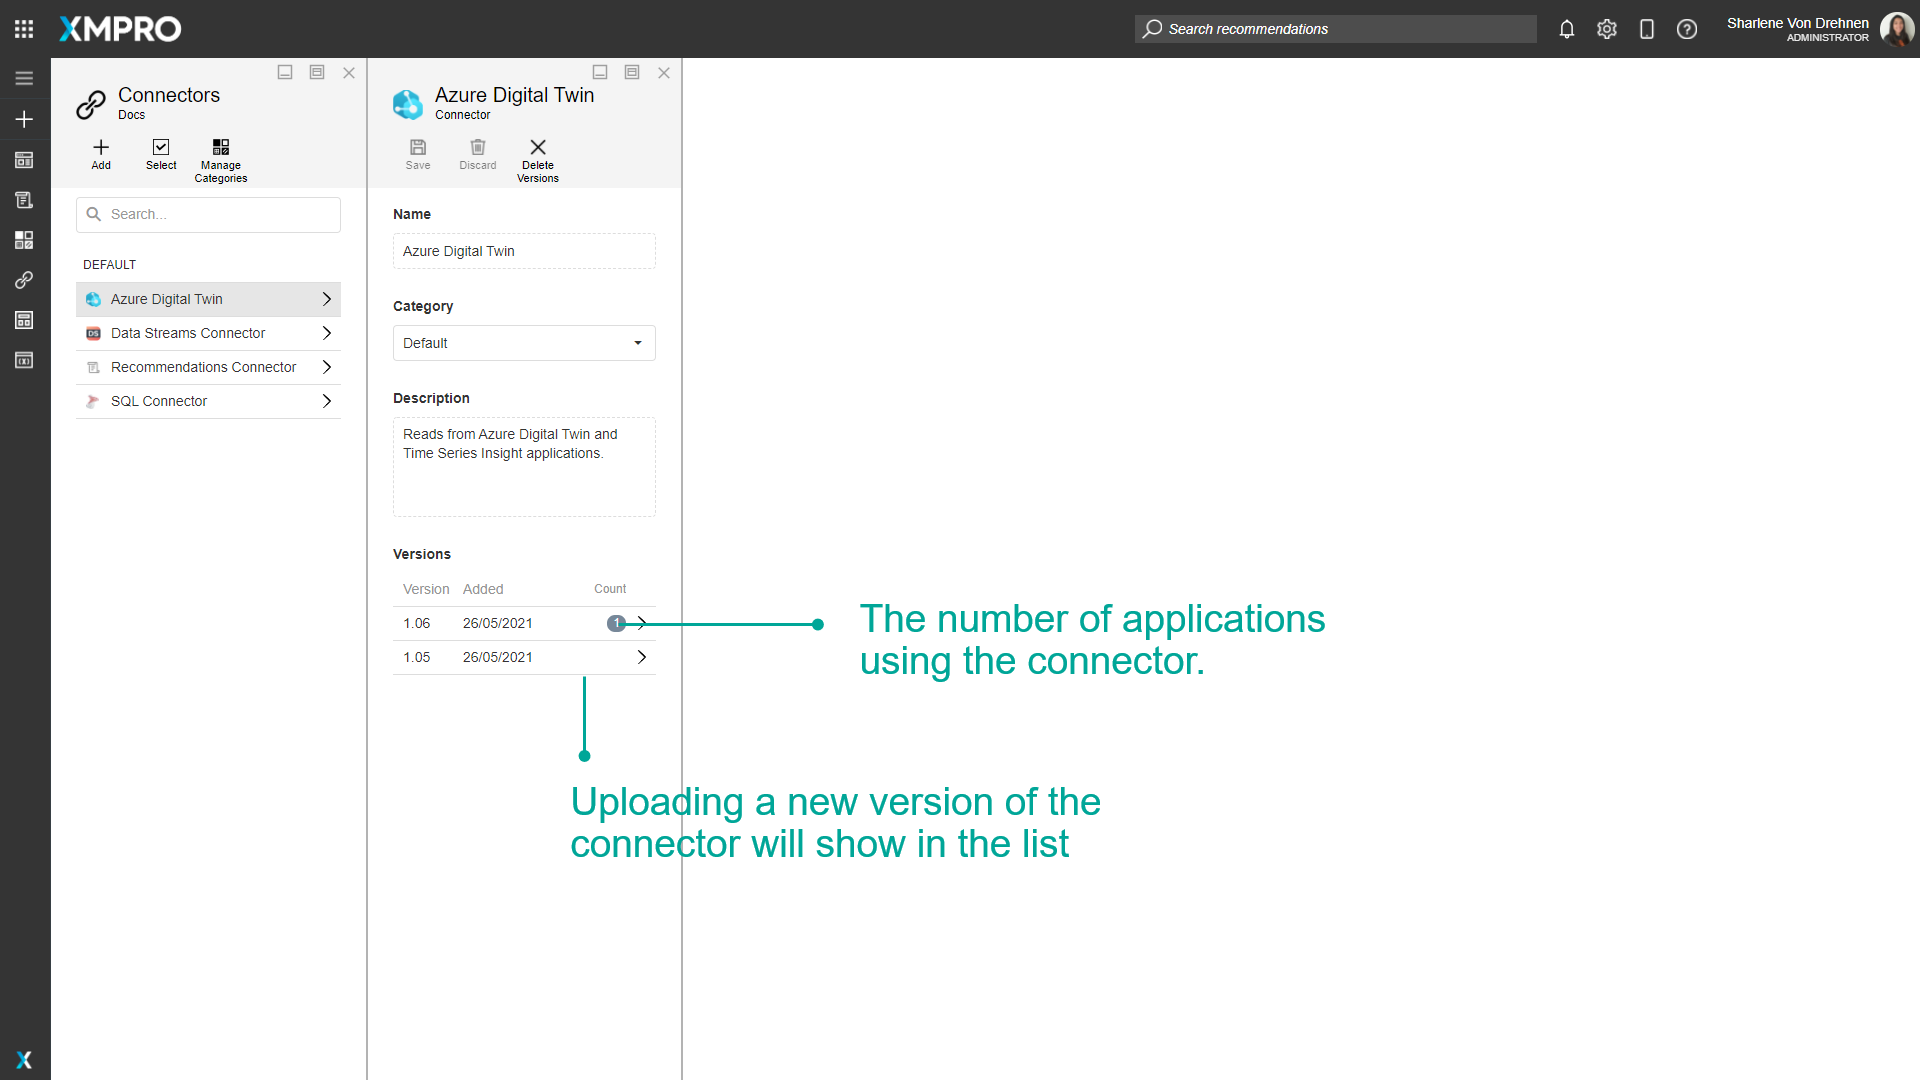 XMPRO
Search recommendations
Sharlene Von Drehnen
ADMINISTRATOR
Connectors
Docs
Add
Select
Manage
Categories
Search...
DEFAULT
Azure Digital Twin
DS
Data Streams Connector
Recommendations Connector
SQL Connector
Azure Digital Twin
Connector
Save
Discard
Delete
Versions
Name
Azure Digital Twin
Category
Default
Description
Reads from Azure Digital Twin and
Time Series Insight applications.
Versions
Version Added Count
1.06 26/05/2021 1
1.05 26/05/2021
The number of applications
using the connector.
Uploading a new version of the
connector will show in the list
X